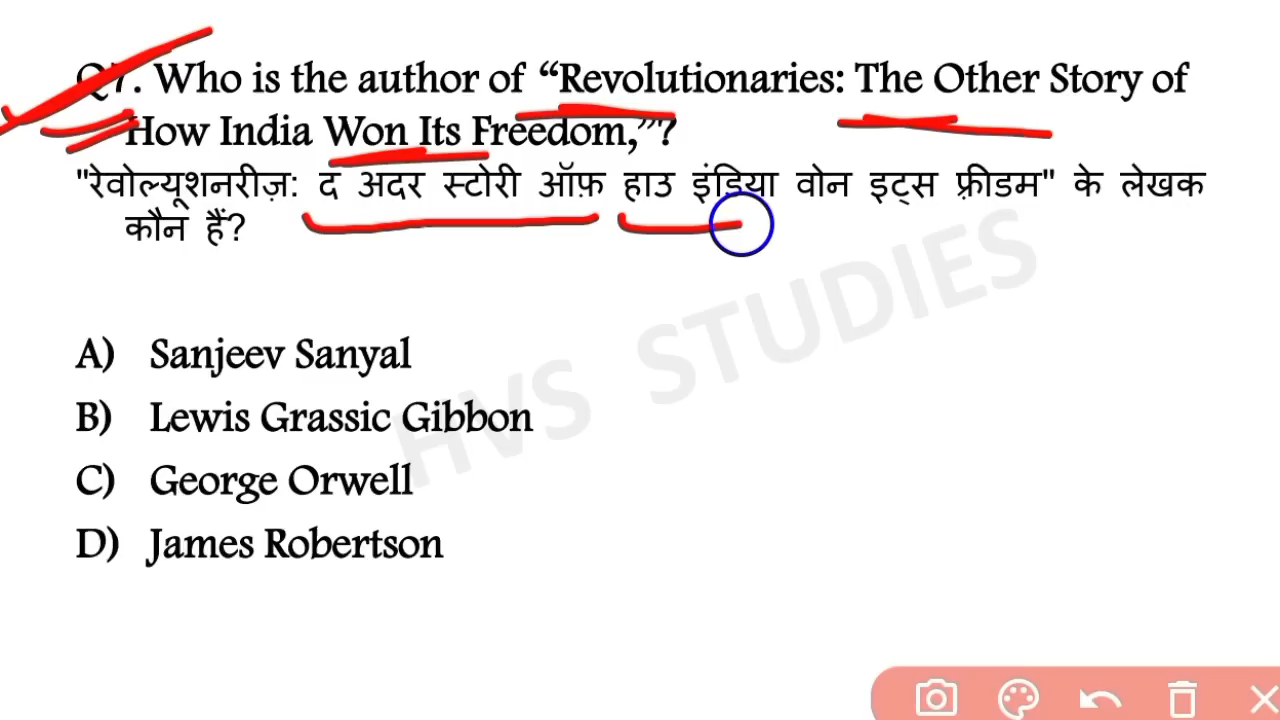 Q7. Who is the author of “Revolutionaries: The Other Story of
How India Won Its Freedom,”?
"रेवोल्यूशनरीज़: द अदर स्टोरी ऑफ़ हाउ इंडिया वोन इट्स फ़्रीडम" के लेखक
कौन हैं?
HVS STUDIES
A) Sanjeev Sanyal
B) Lewis Grassic Gibbon
C) George Orwell
D) James Robertson